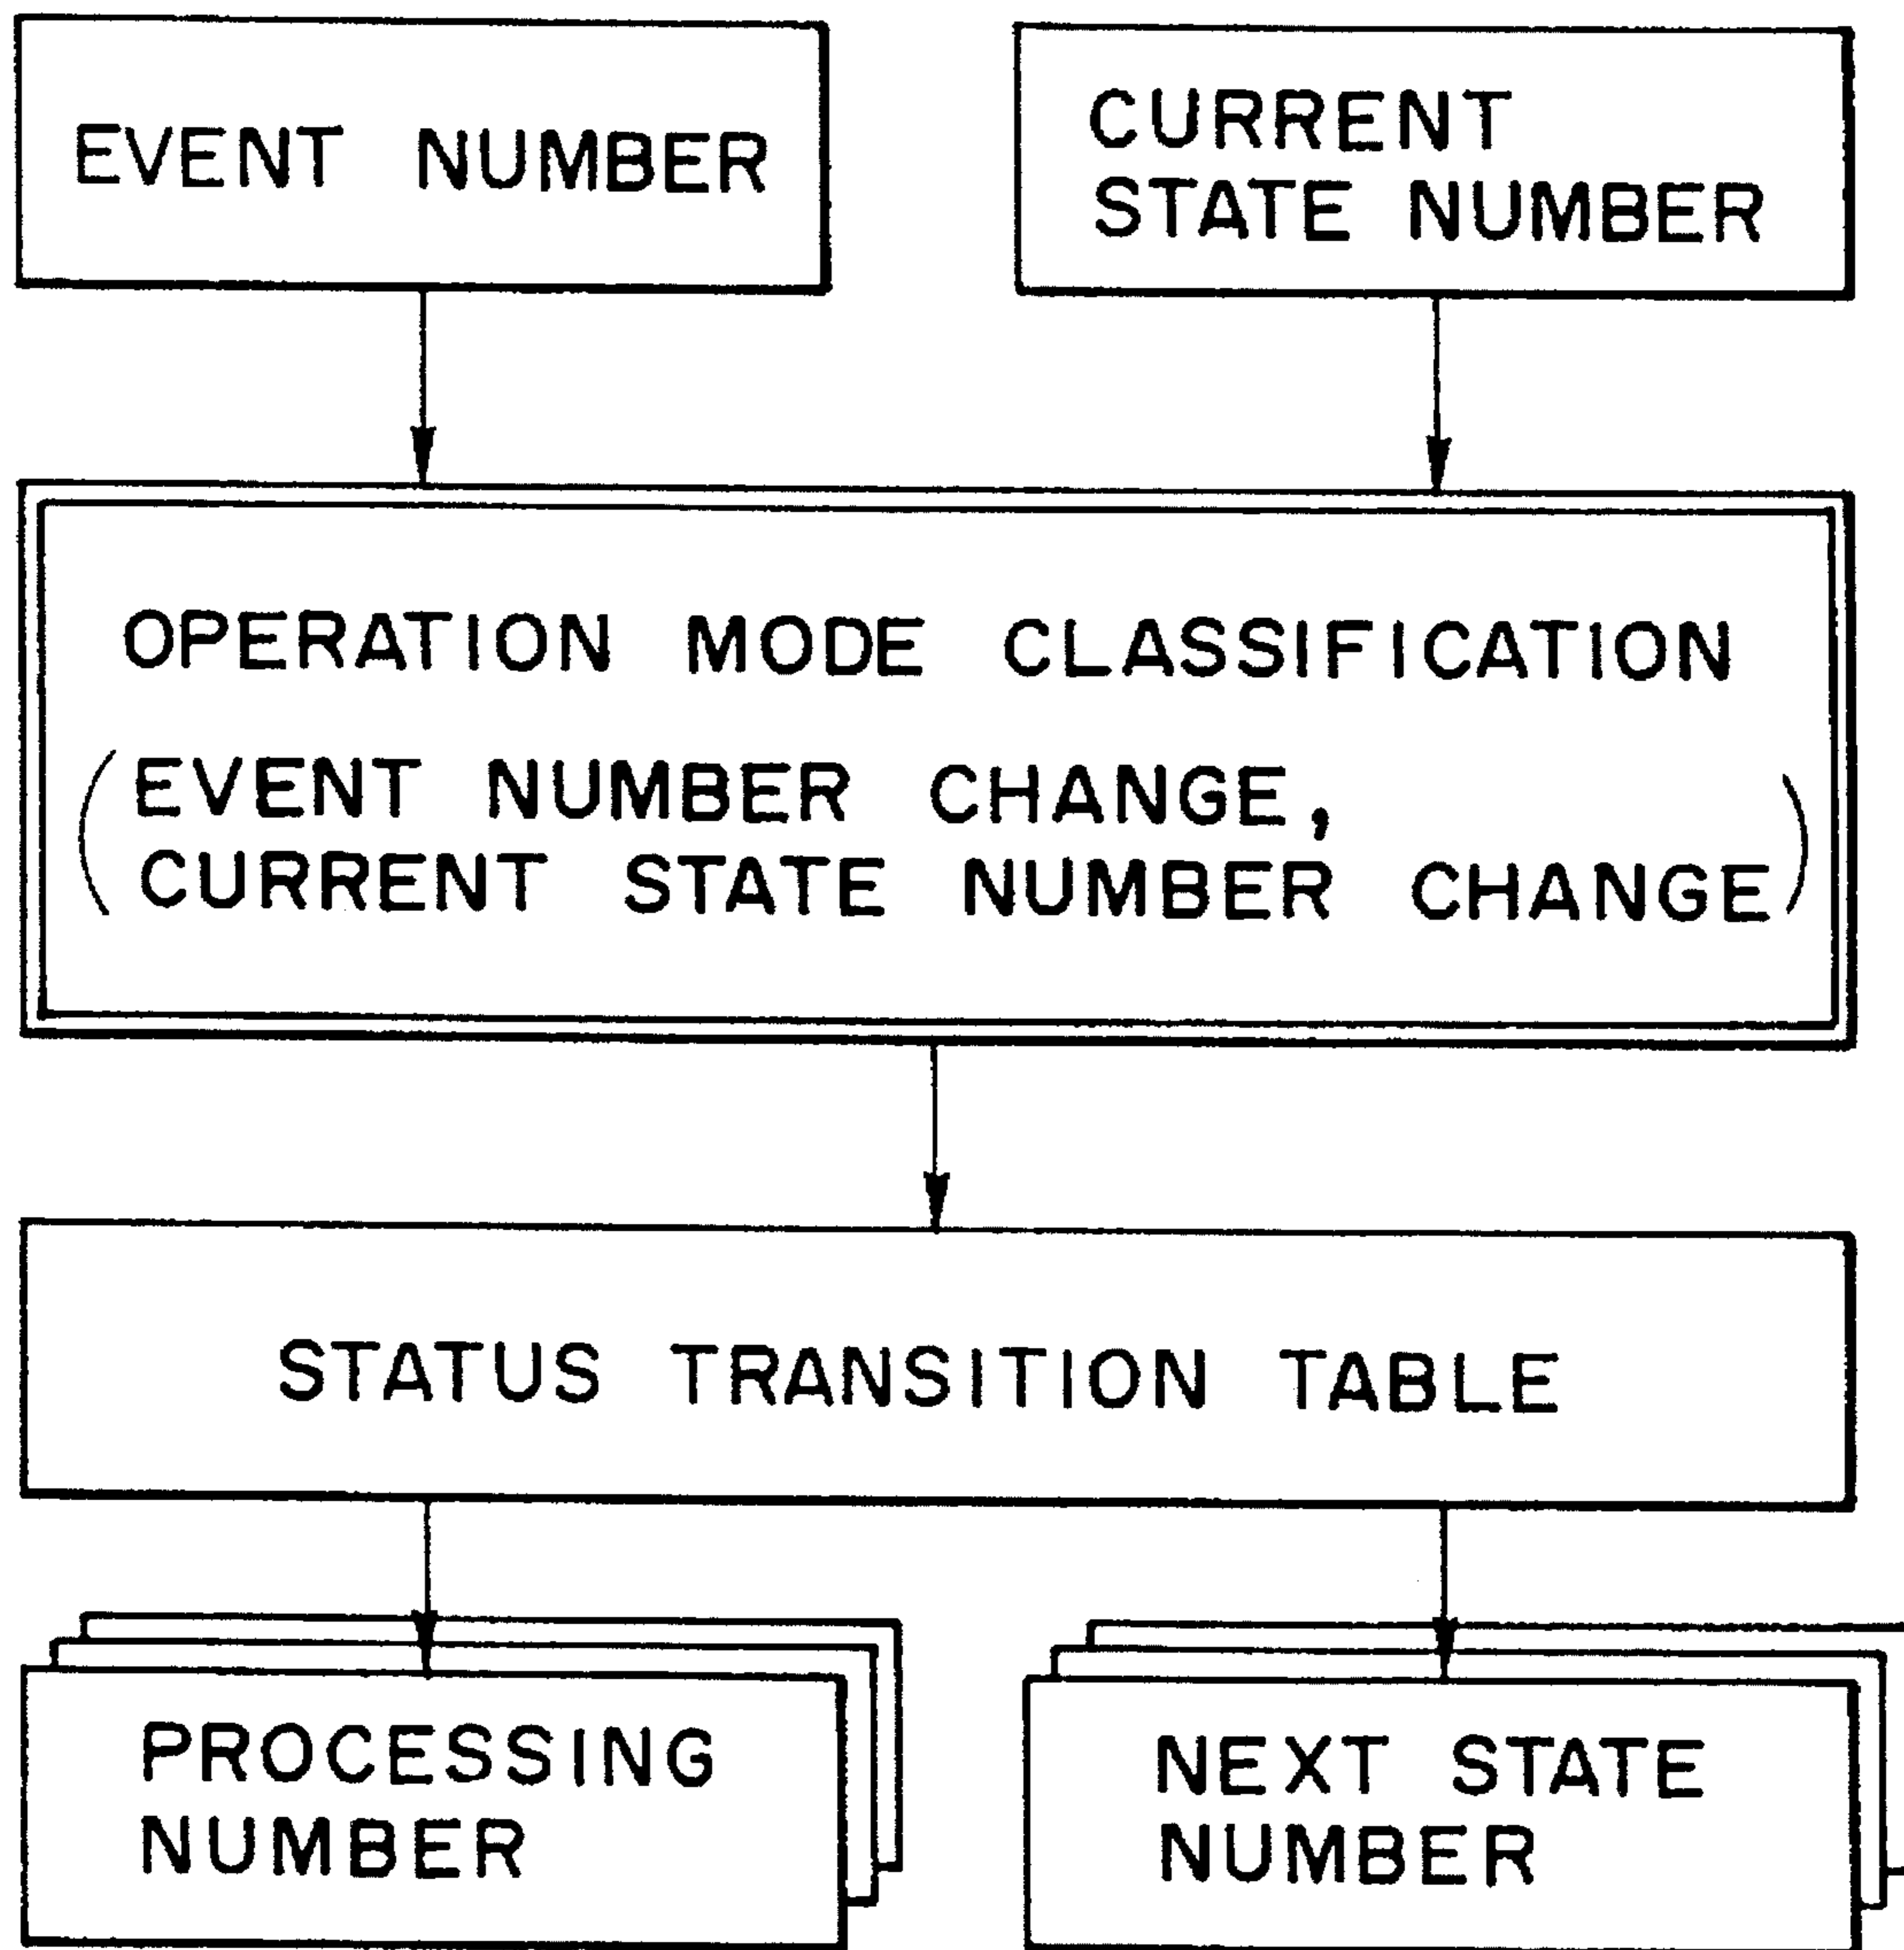 EVENT NUMBER
CURRENT
STATE NUMBER
OPERATION MODE CLASSIFICATION
(EVENT NUMBER CHANGE,
CURRENT STATE NUMBER CHANGE)
STATUS TRANSITION TABLE
PROCESSING
NUMBER
NEXT STATE
NUMBER